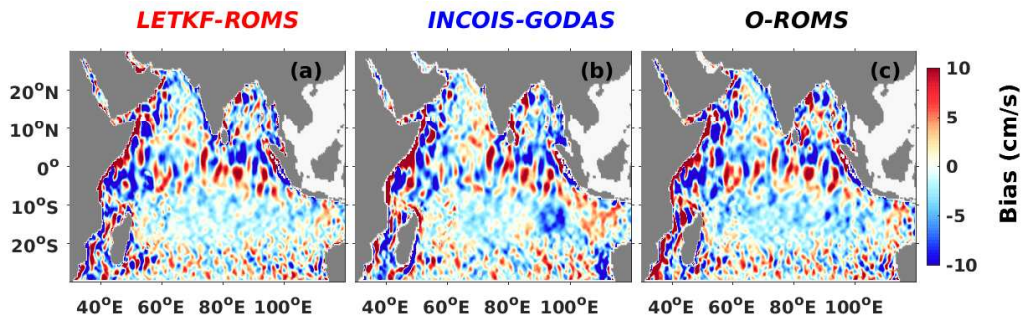 LETKF-ROMS INCOIS-GODAS O-ROMS
(a) (b) (c)
20°N
10°N
0°
10°S
20°S
40°E 60°E 80°E 100°E 40°E 60°E 80°E 100°E 40°E 60°E 80°E 100°E
10
5
0
-5
-10
Bias (cm/s)